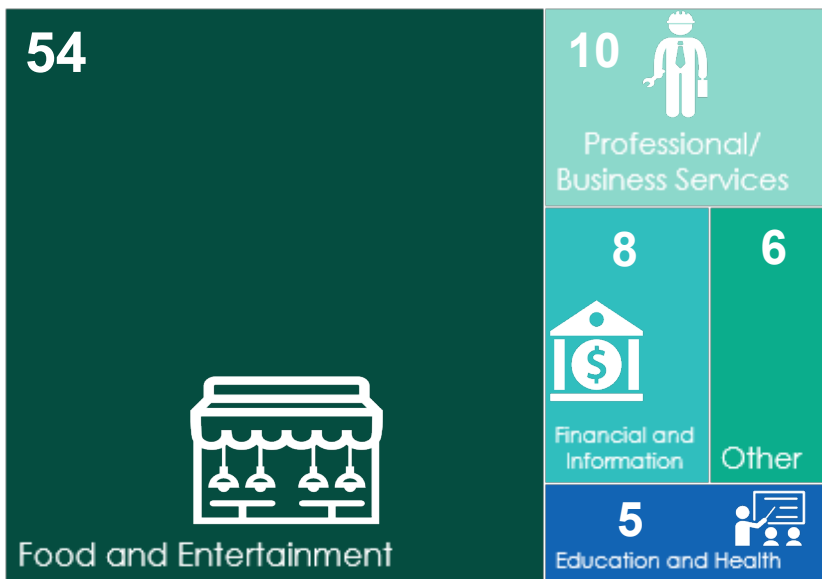 54
Food and Entertainment
10
Professional/
Business Services
8
$
Financial and
Information
6
Other
5
Education and Health